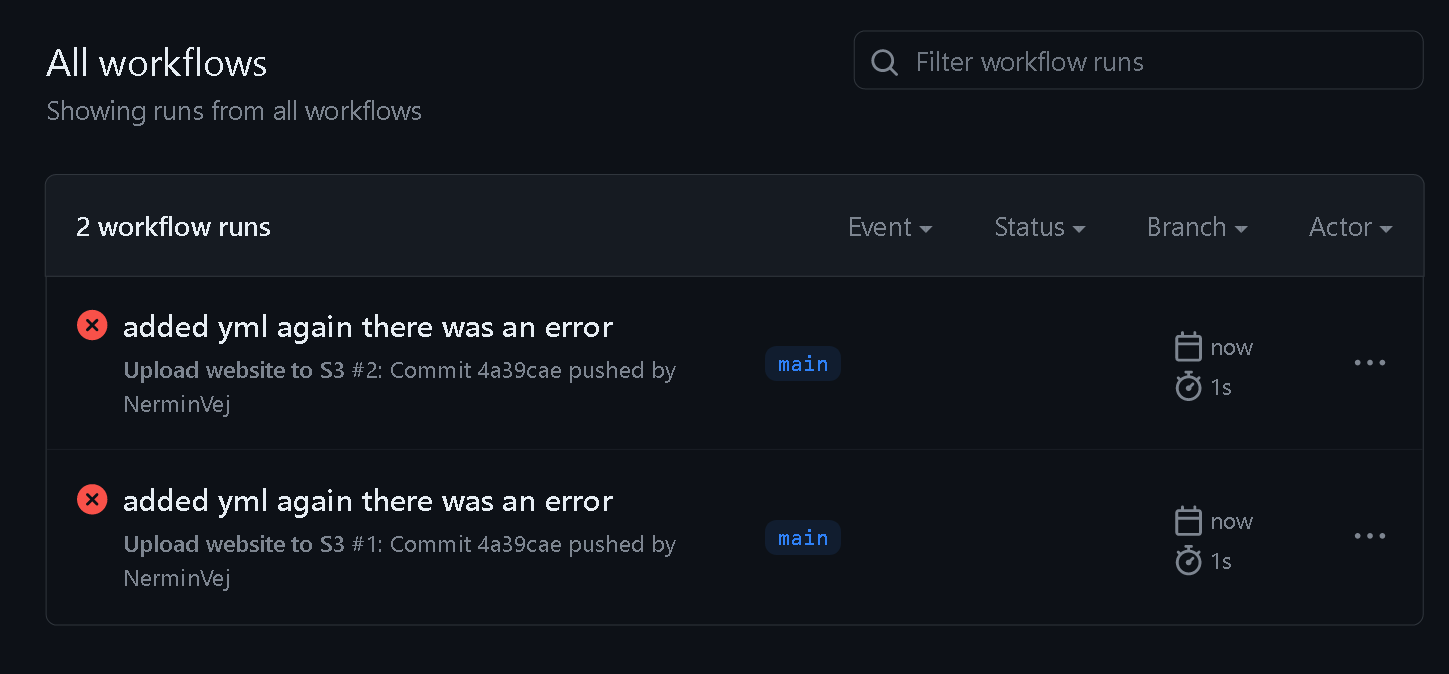 All workflows
Filter workflow runs
Showing runs from all workflows
2 workflow runs
Event
Status
Branch
Actor
added yml again there was an error
Upload website to S3 #2: Commit 4a39cae pushed by
NerminVej
main
now
1s
added yml again there was an error
Upload website to S3 #1: Commit 4a39cae pushed by
NerminVej
main
now
1s